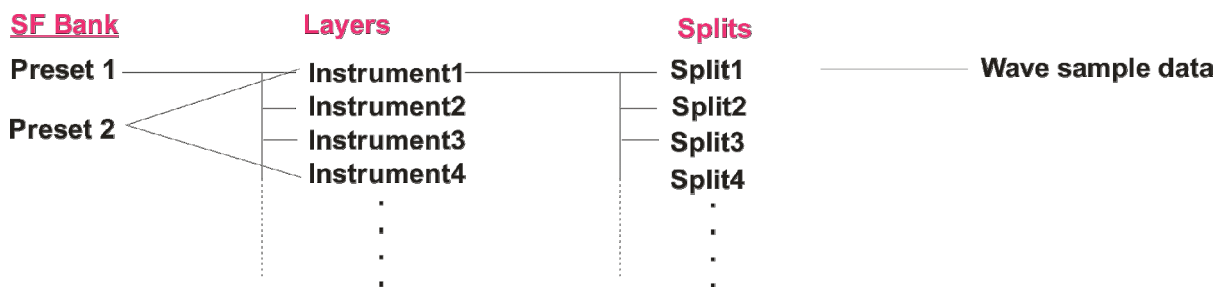 SF Bank Layers Splits
Preset 1 Instrument1 Split1 Wave sample data
Instrument2 Split2
Preset 2 Instrument3 Split3
Instrument4 Split4